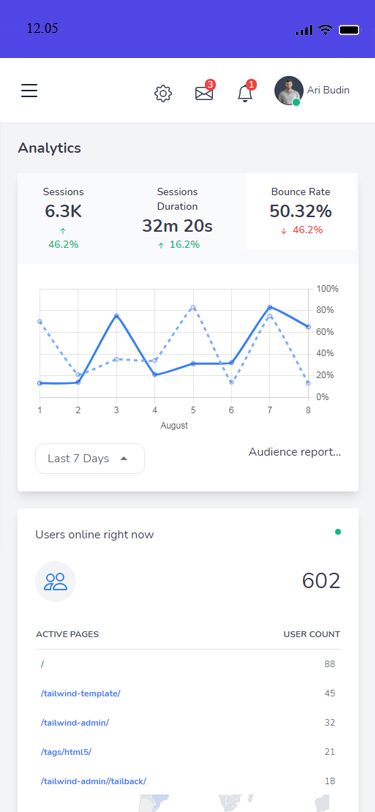 12.05
3
1
Ari Budin
Analytics
Sessions
6.3K
↑
46.2%
Sessions
Duration
32m 20s
↑ 16.2%
Bounce Rate
50.32%
↓ 46.2%
100%
80%
60%
40%
20%
0%
1 2 3 4 5 6 7 8
August
Last 7 Days
Audience report...
Users online right now
602
ACTIVE PAGES USER COUNT
/ 88
/tailwind-template/ 45
/tailwind-admin/ 32
/tags/html5/ 21
/tailwind-admin//tailback/ 18